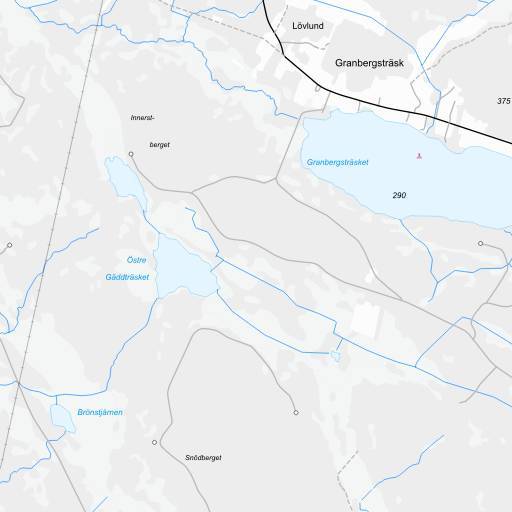 Lövlund
Granbergsträsk
375
Innerst-
berget
Granbergsträsket
290
Östre
Gäddträsket
Brönstjärnen
Snödberget